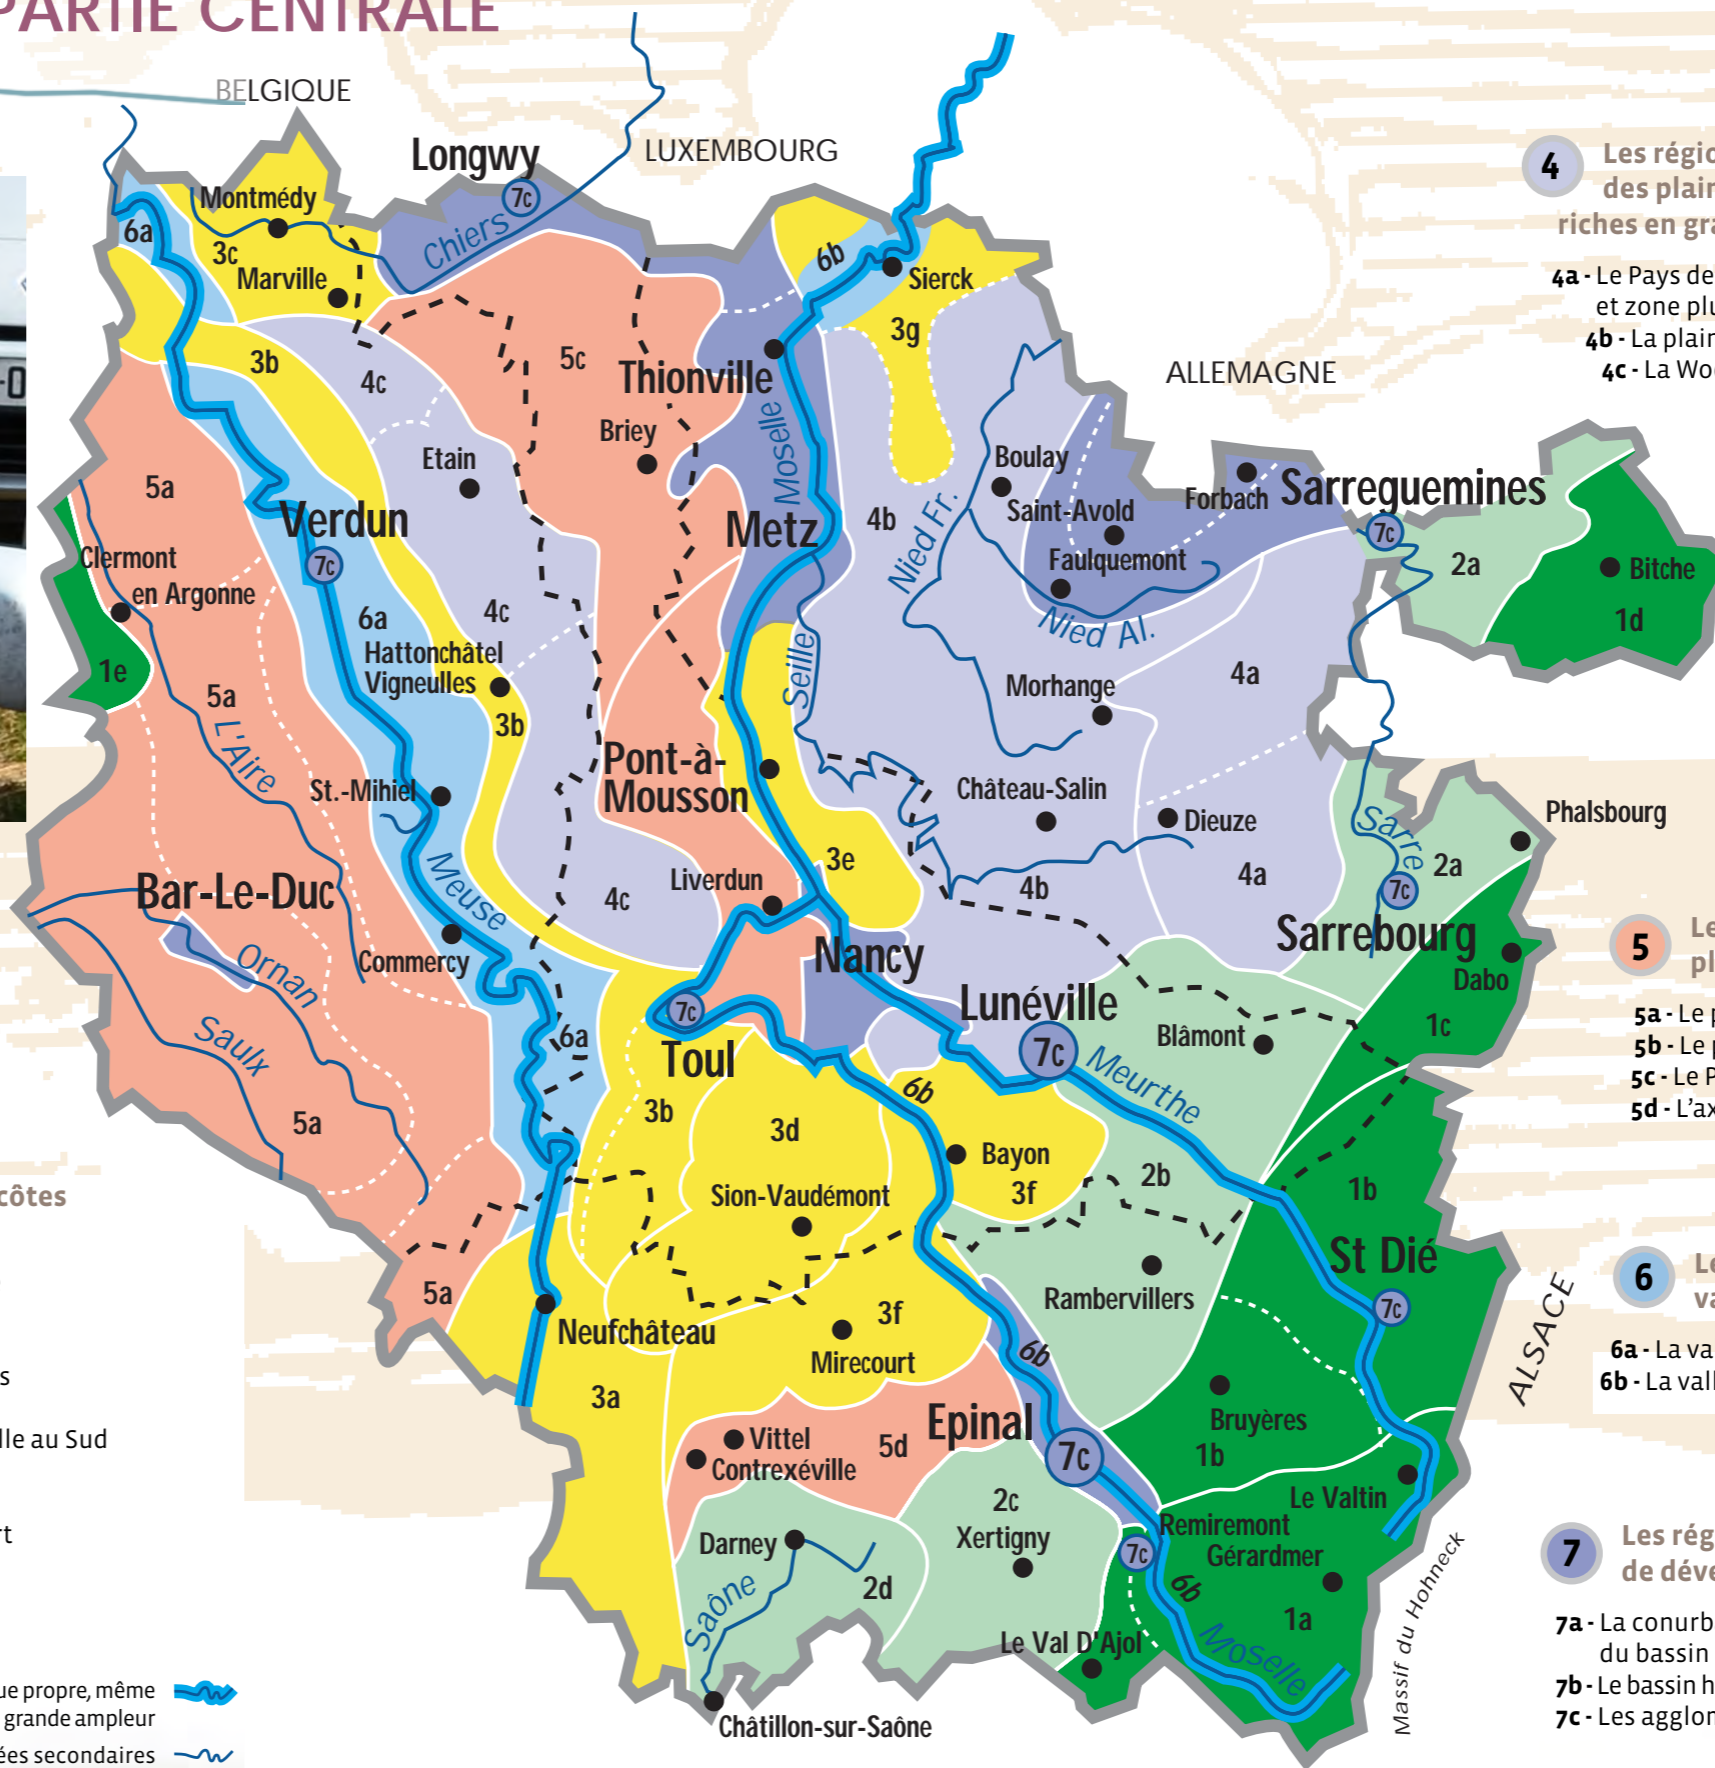 PARTIE CENTRALE
BELGIQUE
LUXEMBOURG
ALLEMAGNE
ALSACE
Massif du Hohneck
Longwy
7c
Chiers
Montmédy
6a
3c
Marville
6b
Sierck
3g
3b
4c
5c
Thionville
Moselle
Briey
Etain
5a
Verdun
7c
Metz
4b
Boulay
Nied Fr.
Saint-Avold
Forbach
Sarreguemines
7c
Faulquemont
Nied Al.
2a
Bitche
1d
Clermont
en Argonne
1e
6a
4c
Hattonchâtel
Vigneulles
3b
5a
L'Aire
Seille
Morhange
4a
St.-Mihiel
Pont-à-
Mousson
Château-Salin
Dieuze
Sarre
Phalsbourg
2a
7c
Sarrebourg
Dabo
1c
Meuse
Bar-Le-Duc
Ornan
Commercy
Saulx
4c
Liverdun
3e
4b
4a
Nancy
7c
Toul
6a
Lunéville
7c
Meurthe
Blâmont
5a
3b
3d
6b
Bayon
3f
2b
1b
Sion-Vaudémont
St Dié
7c
5a
Neufchâteau
3f
Mirecourt
Rambervillers
6b
3a
Epinal
7c
Bruyères
1b
Vittel
Contrexéville
5d
Le Valtin
2c
Xertigny
Remiremont
7c
Gérardmer
Darney
2d
Saône
6b
1a
Moselle
Le Val D'Ajol
Châtillon-sur-Saône
4
Les régio
des plain
riches en gra
4a - Le Pays de
et zone plu
4b - La plain
4c - La Woë
5
Le
pl
5a - Le p
5b - Le p
5c - Le P
5d - L'ax
6
Le
va
6a - La va
6b - La vall
7
Les rég
de déve
7a - La conurb
du bassin
7b - Le bassin h
7c - Les agglom
côtes
s
lle au Sud
rt
ue propre, même
grande ampleur
ées secondaires